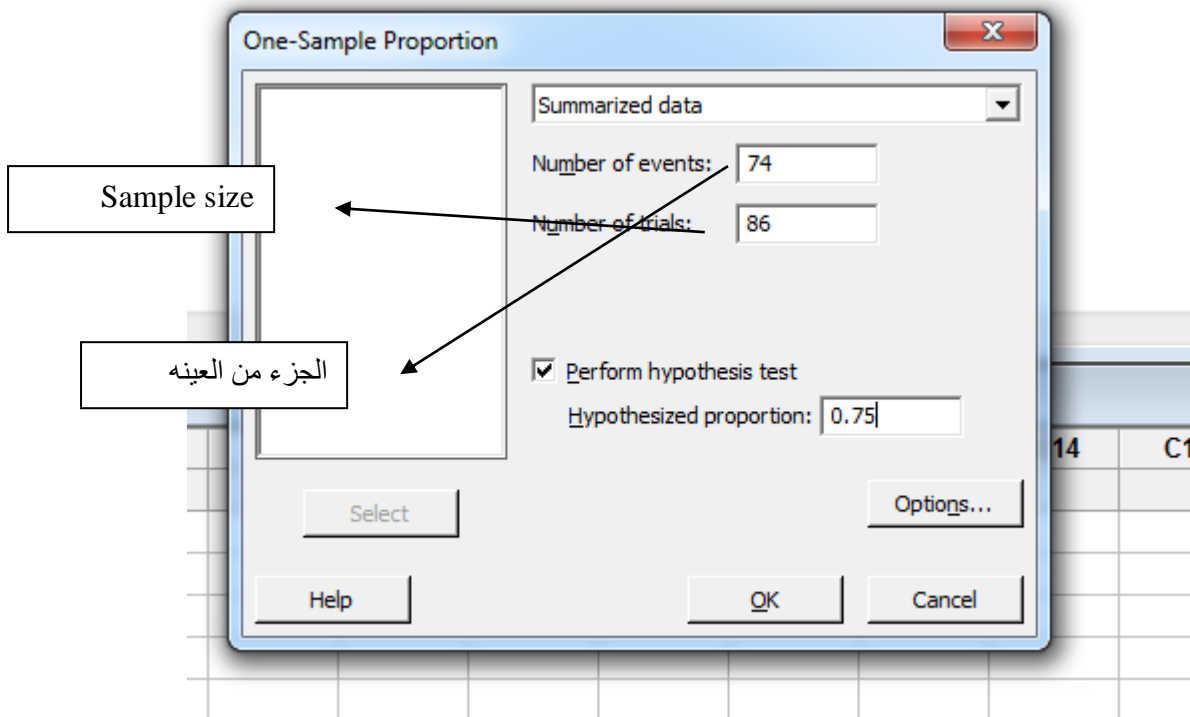 One-Sample Proportion
Summarized data
Number of events: 74
Sample size
Number of trials: 86
الجزء من العينه
Perform hypothesis test
Hypothesized proportion: 0.75
14 C1
Select
Options...
Help
OK
Cancel